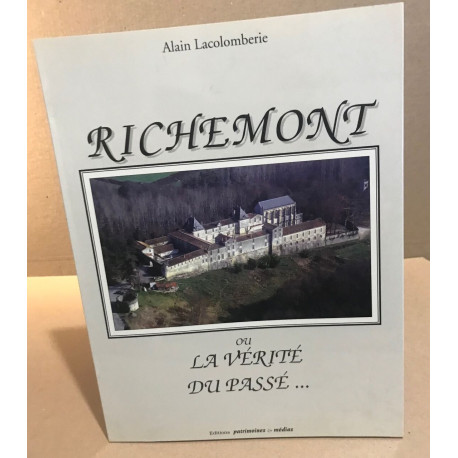 Alain Lacolomberie
RICHEMONT
OU
LA VÉRITÉ
DU PASSÉ ...
Editions patrimoines & médias